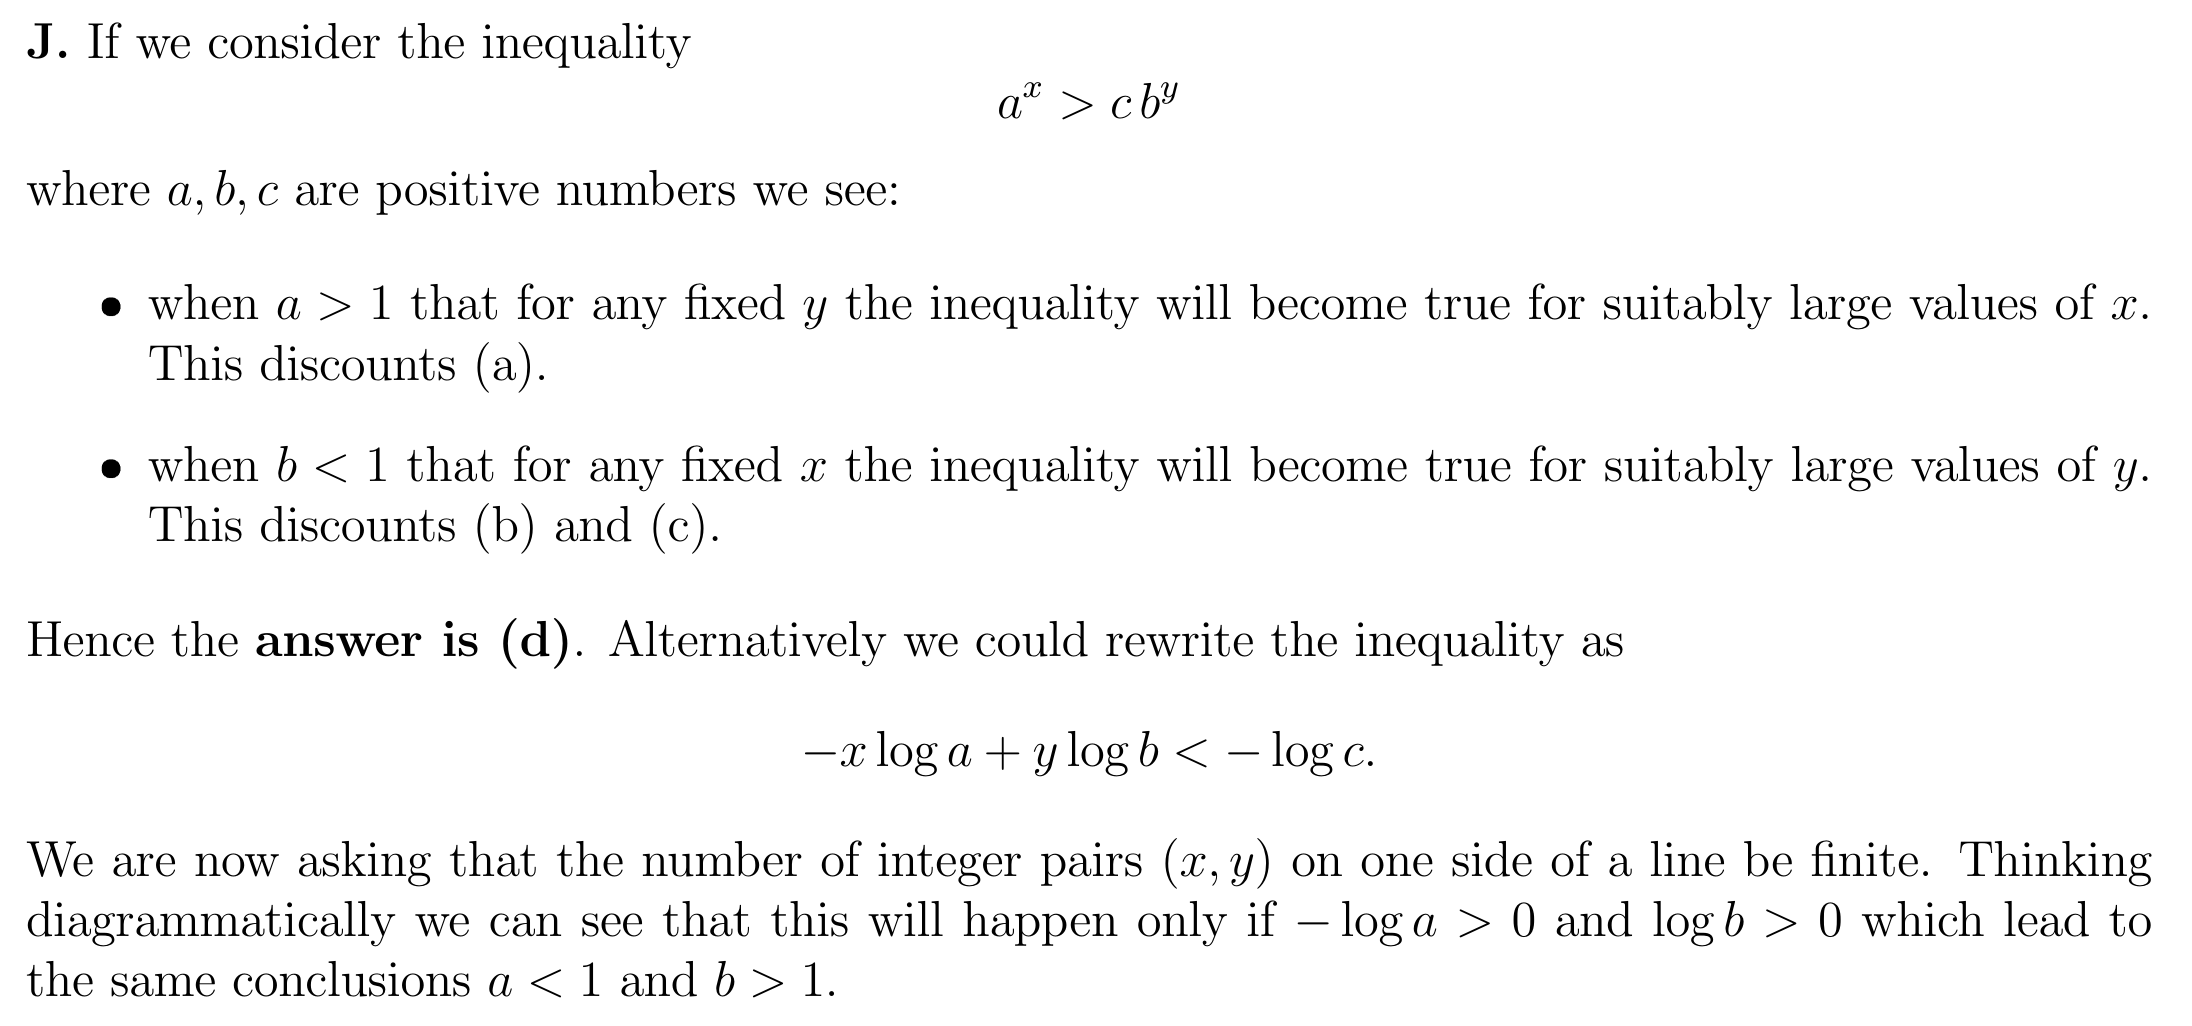 J. If we consider the inequality
a^x > c b^y
where a, b, c are positive numbers we see:
• when a > 1 that for any fixed y the inequality will become true for suitably large values of x.
This discounts (a).
• when b < 1 that for any fixed x the inequality will become true for suitably large values of y.
This discounts (b) and (c).
Hence the answer is (d). Alternatively we could rewrite the inequality as
−x log a + y log b < − log c.
We are now asking that the number of integer pairs (x, y) on one side of a line be finite. Thinking
diagrammatically we can see that this will happen only if − log a > 0 and log b > 0 which lead to
the same conclusions a < 1 and b > 1.